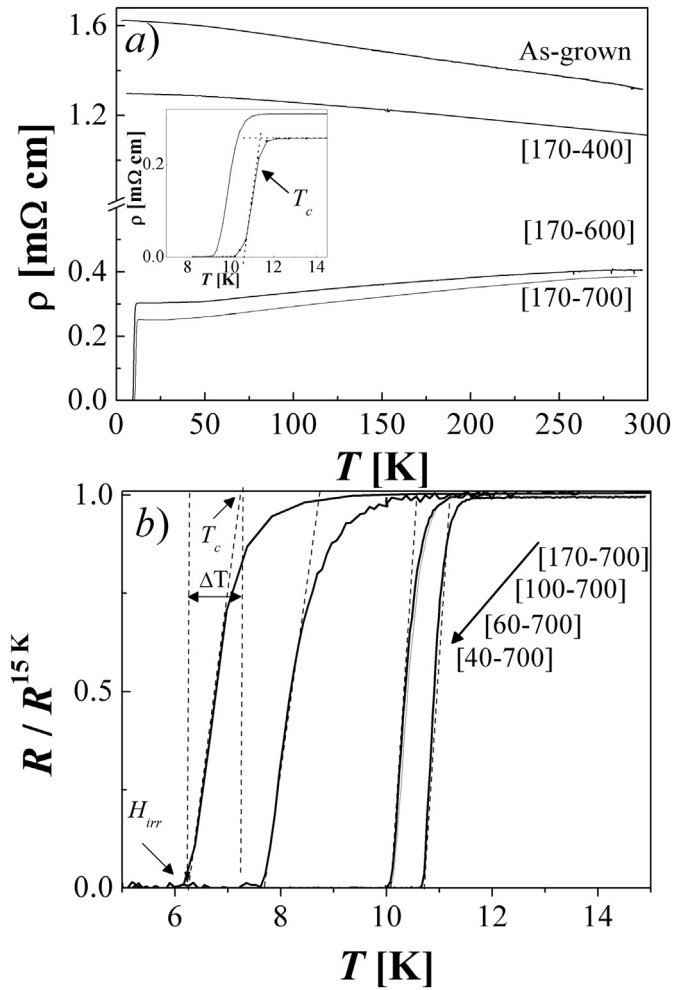 a)
1.6
As-grown
1.2
[170-400]
ρ [mΩ cm]
0.2
T_c
0.0
8 10 12 14
T [K]
[170-600]
0.4
[170-700]
0.2
0.0
0 50 100 150 200 250 300
T [K]
b)
1.0
T_c
ΔT
[170-700]
[100-700]
[60-700]
[40-700]
R / R^15 K
0.5
H_irr
0.0
6 8 10 12 14
T [K]
ρ [mΩ cm]